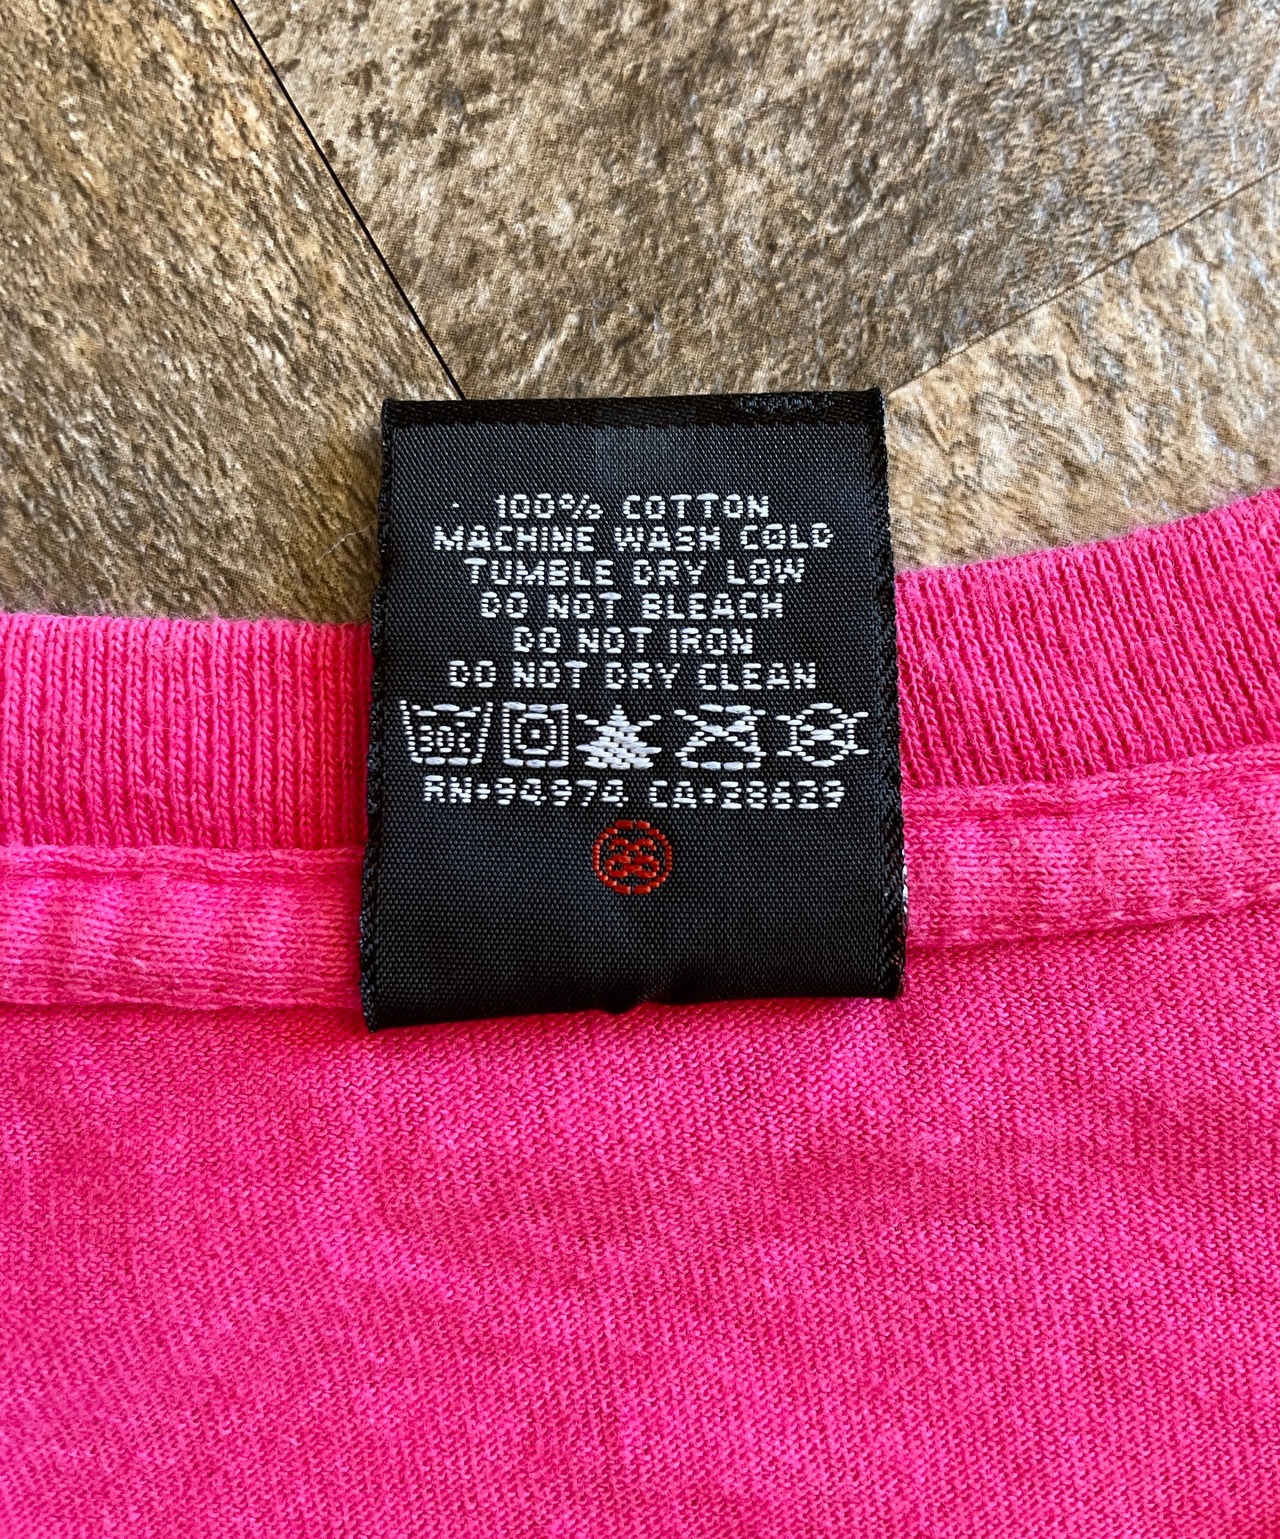 100% COTTON
MACHINE WASH COLD
TUMBLE DRY LOW
DO NOT BLEACH
DO NOT IRON
DO NOT DRY CLEAN
RN#94974 CA#28629